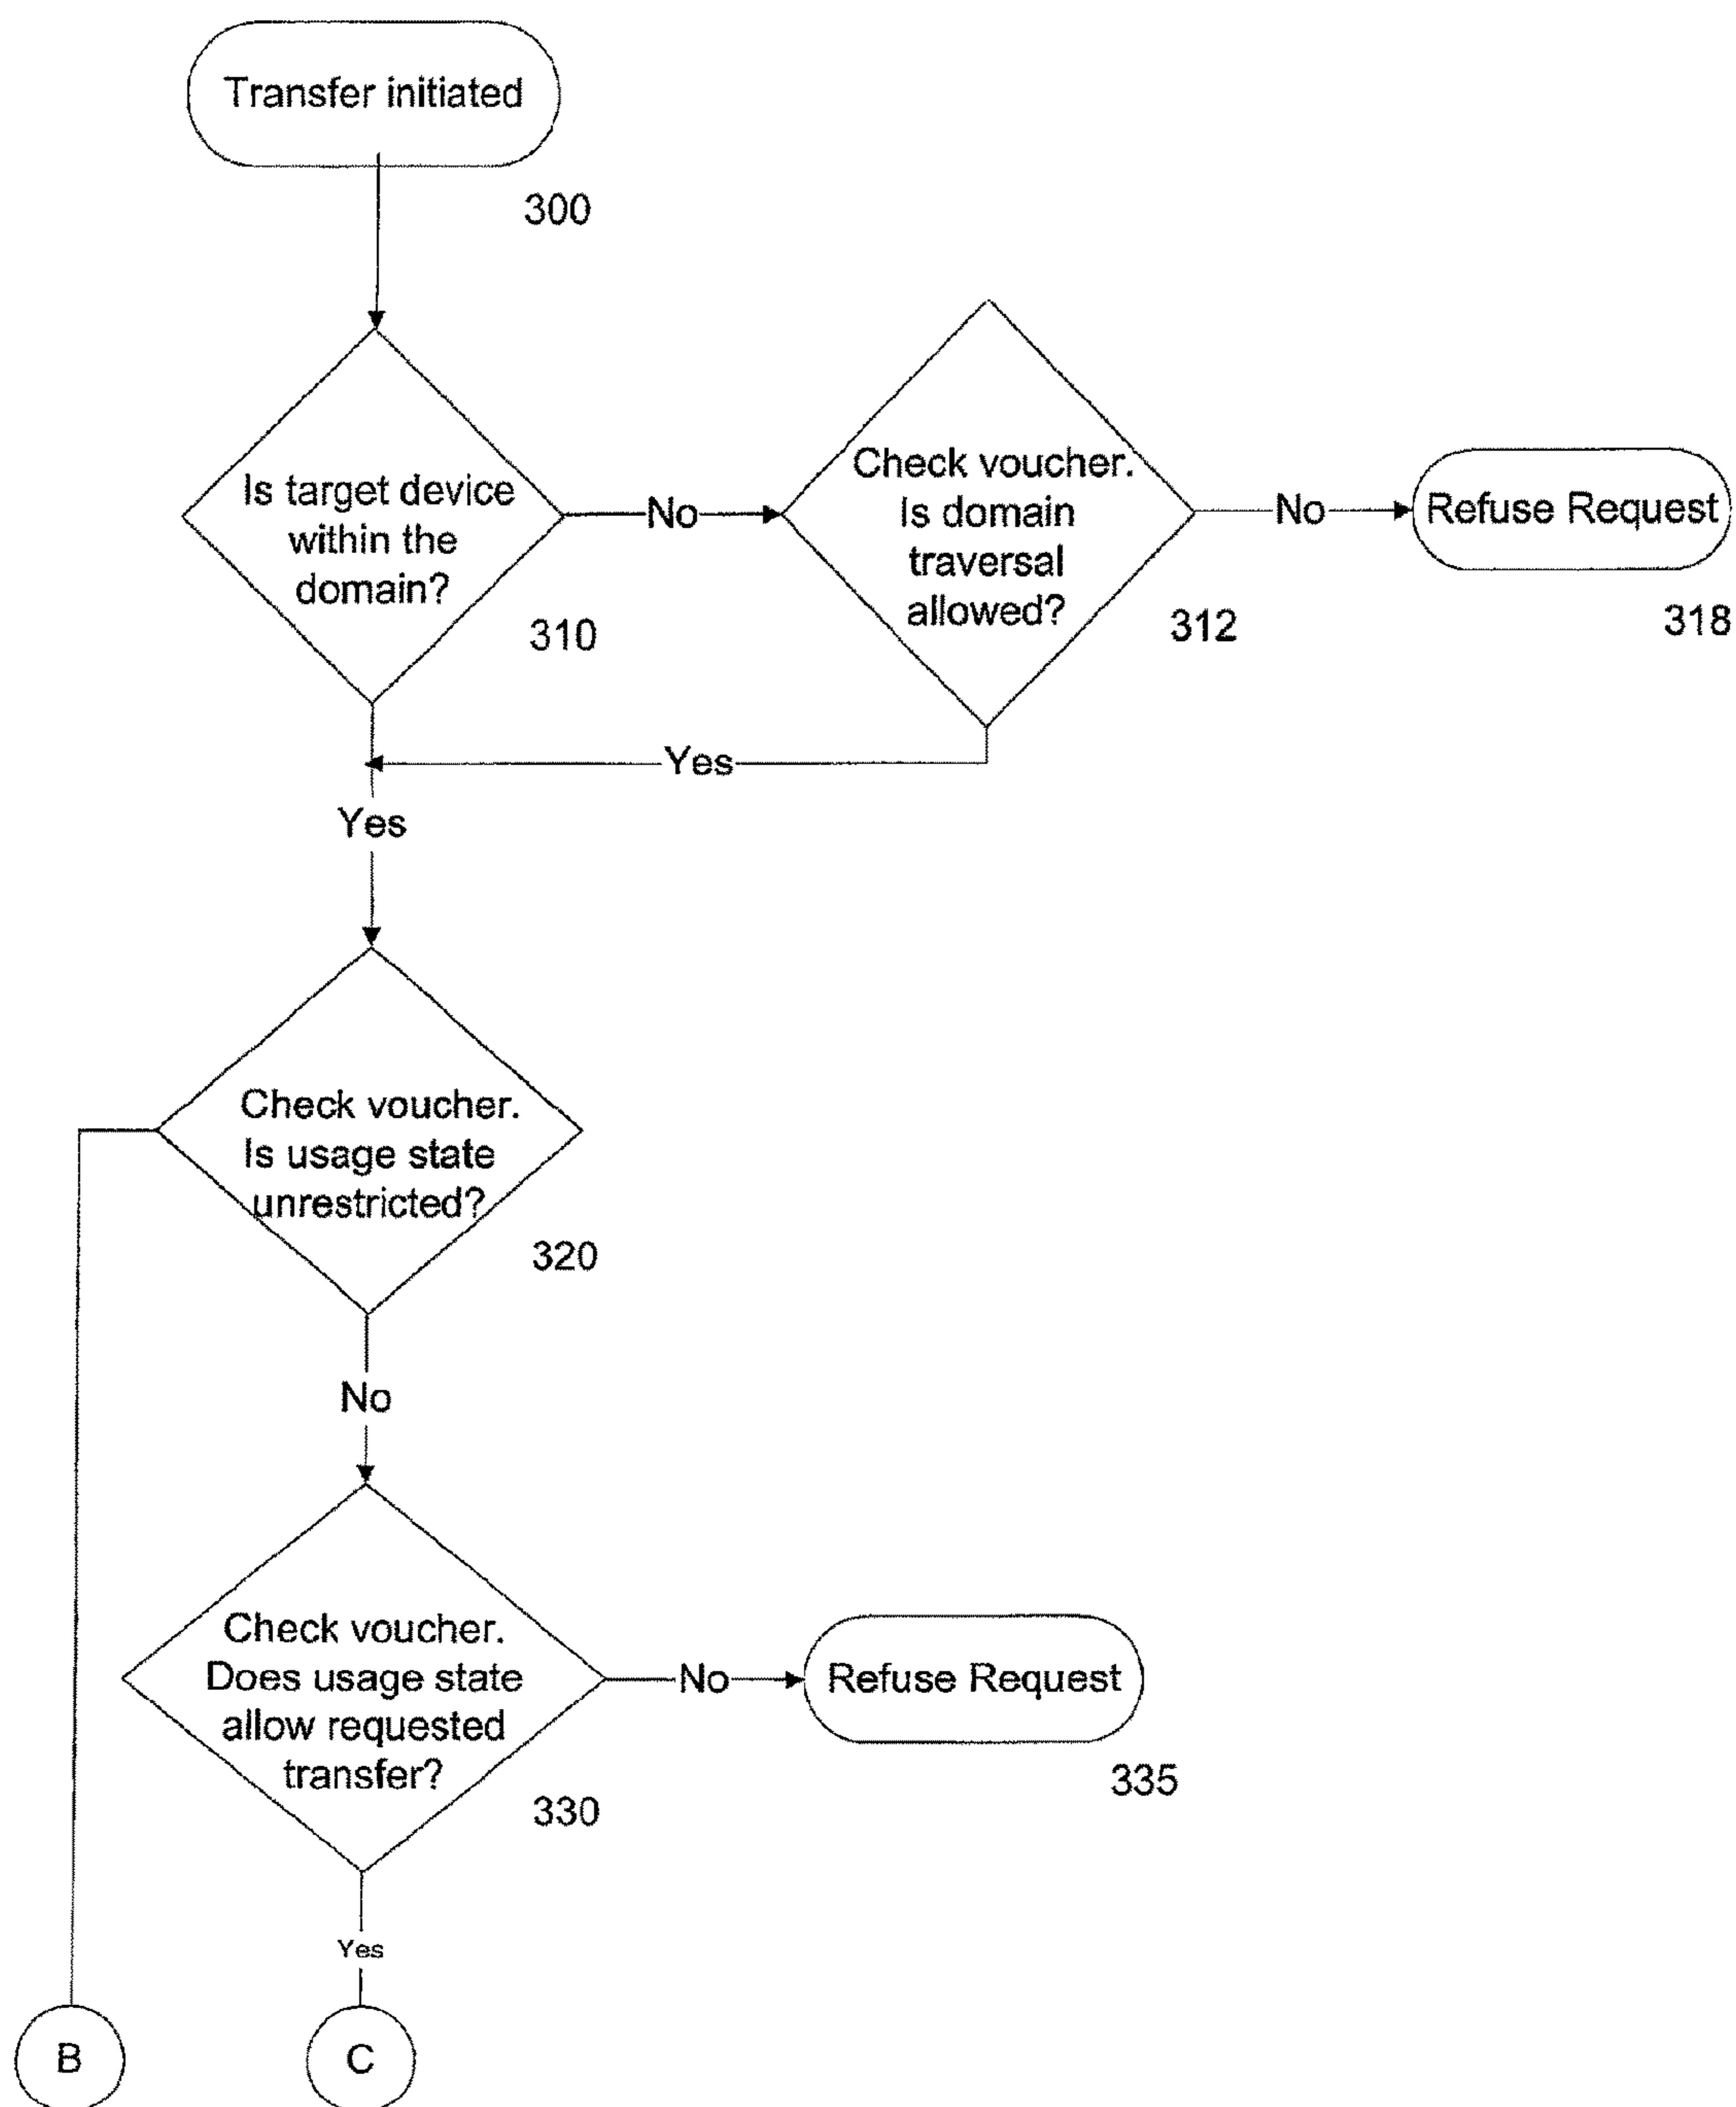 Transfer initiated
300
Is target device
within the
domain?
310
No
Check voucher.
Is domain
traversal
allowed?
312
No
Refuse Request
318
Yes
Yes
Check voucher.
Is usage state
unrestricted?
320
No
Check voucher.
Does usage state
allow requested
transfer?
330
No
Refuse Request
335
Yes
B
C